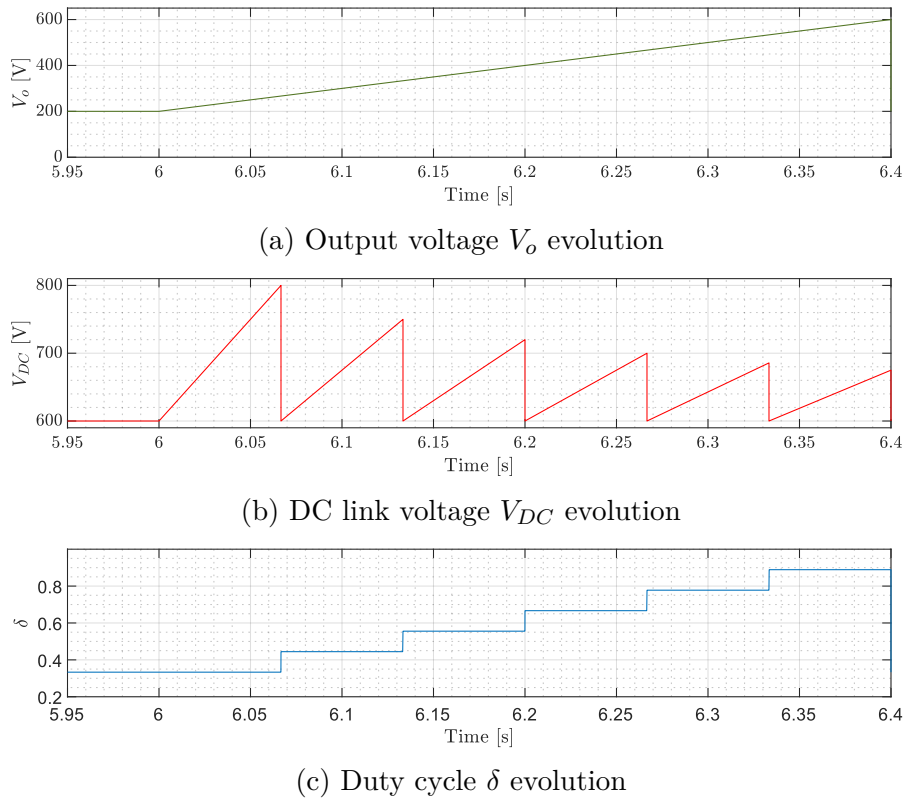 600
400
200
0
V_o [V]
5.95 6 6.05 6.1 6.15 6.2 6.25 6.3 6.35 6.4
Time [s]
(a) Output voltage V_o evolution
800
700
600
V_DC [V]
5.95 6 6.05 6.1 6.15 6.2 6.25 6.3 6.35 6.4
Time [s]
(b) DC link voltage V_DC evolution
0.8
0.6
0.4
0.2
δ
5.95 6 6.05 6.1 6.15 6.2 6.25 6.3 6.35 6.4
Time [s]
(c) Duty cycle δ evolution